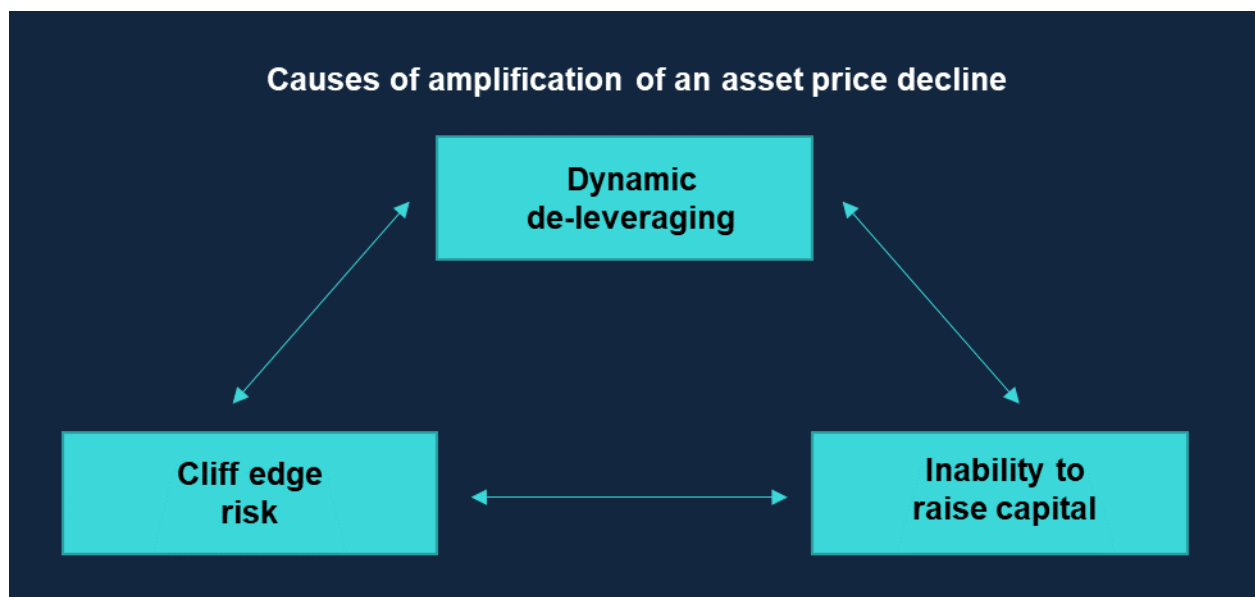 Causes of amplification of an asset price decline
Dynamic
de-leveraging
Cliff edge
risk
Inability to
raise capital